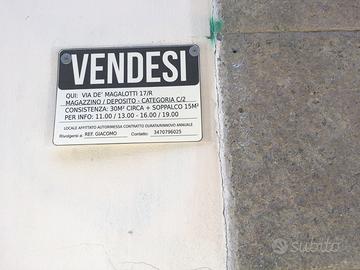 VENDESI
QUI: VIA DE' MAGALOTTI 17/R
MAGAZZINO / DEPOSITO - CATEGORIA C/2
CONSISTENZA: 30M² CIRCA + SOPPALCO 15M²
PER INFO: 11.00 / 13.00 - 16.00 / 19.00
LOCALE AFFITTATO AUTORIMESSA CONTRATTO DURATA/RINNOVO ANNUALE
Rivolgersi a: REF. GIACOMO Contatto: 3470796025
subito